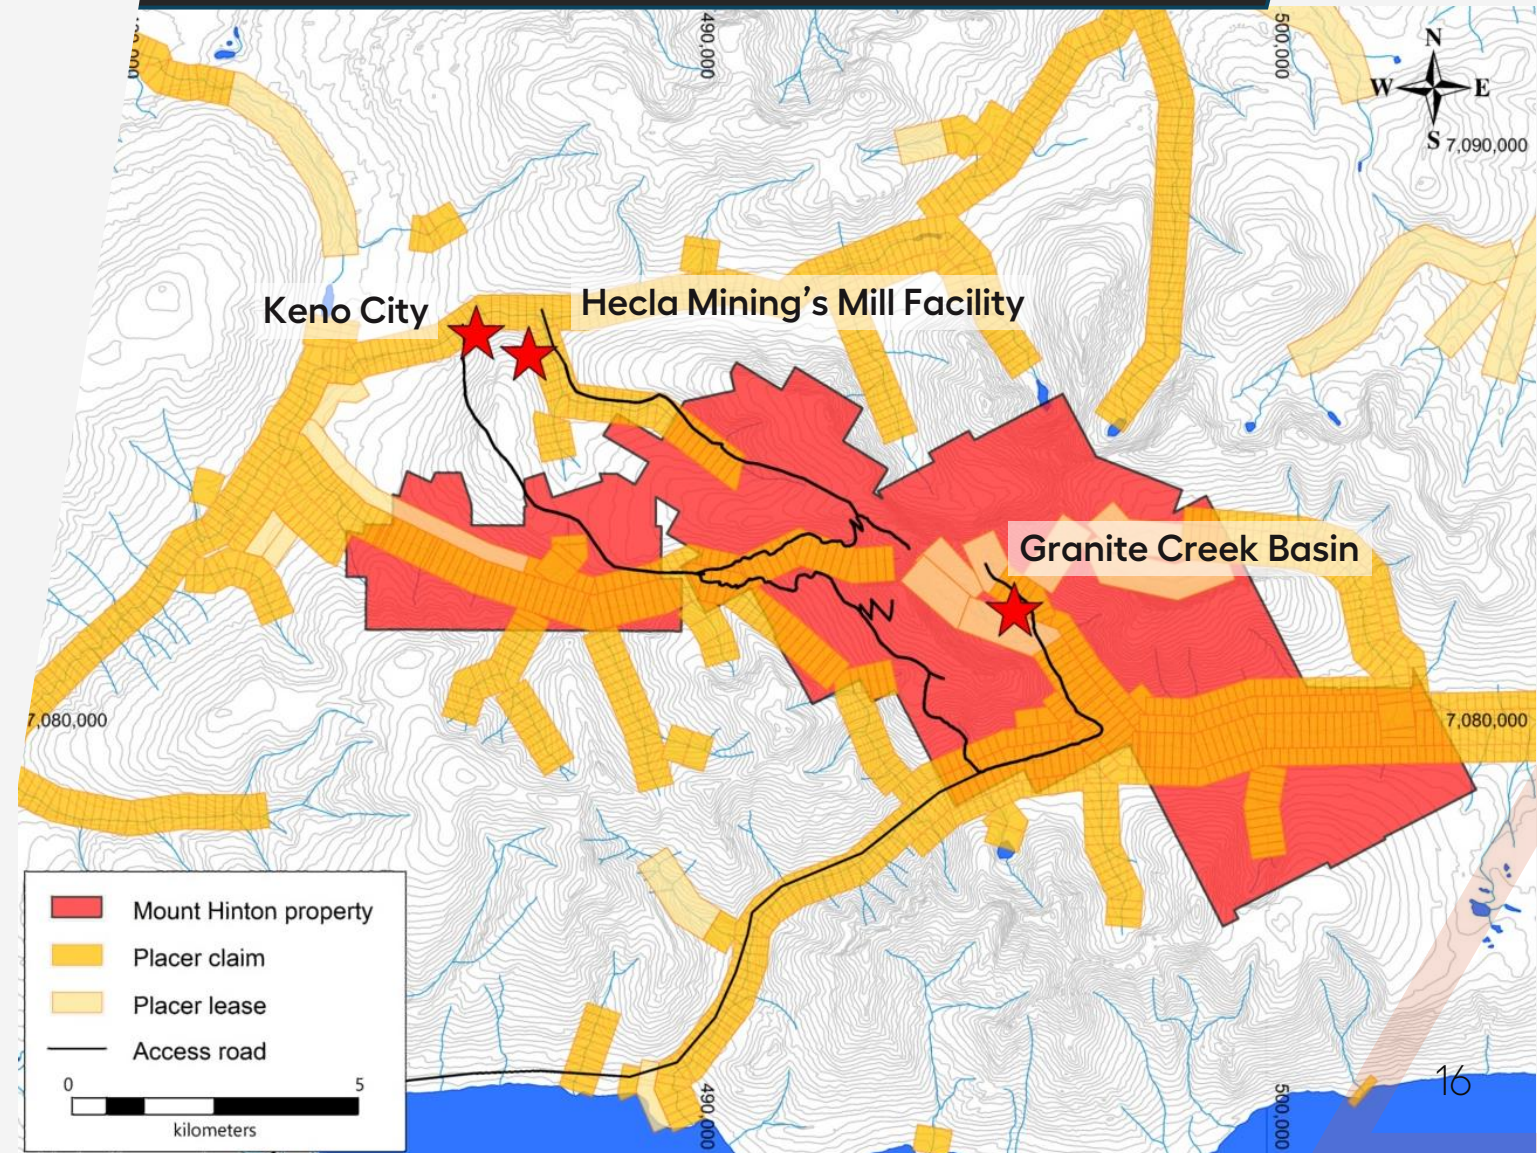 490,000
500,000
N
W E
S
7,090,000
Keno City
Hecla Mining’s Mill Facility
Granite Creek Basin
7,080,000
7,080,000
Mount Hinton property
Placer claim
Placer lease
Access road
0 5
kilometers
490,000
500,000
16